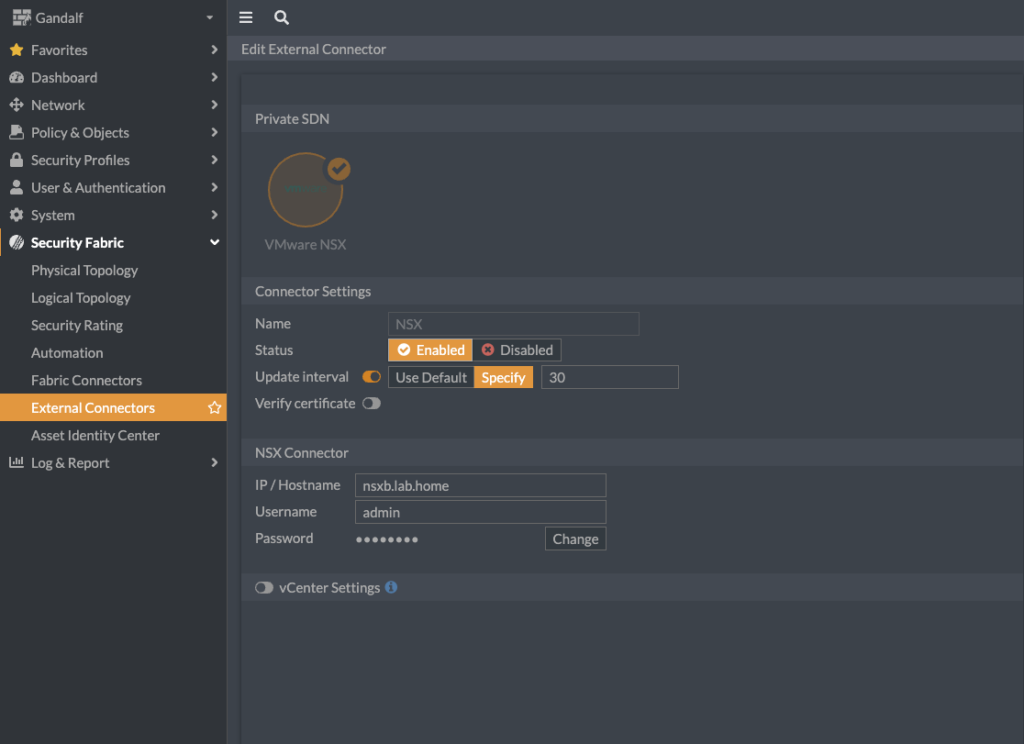 Gandalf
Favorites
Dashboard
Network
Policy & Objects
Security Profiles
User & Authentication
System
Security Fabric
Physical Topology
Logical Topology
Security Rating
Automation
Fabric Connectors
External Connectors
Asset Identity Center
Log & Report
Edit External Connector
Private SDN
VMware NSX
Connector Settings
Name NSX
Status Enabled Disabled
Update interval Use Default Specify 30
Verify certificate
NSX Connector
IP / Hostname nsxb.lab.home
Username admin
Password •••••••• Change
vCenter Settings